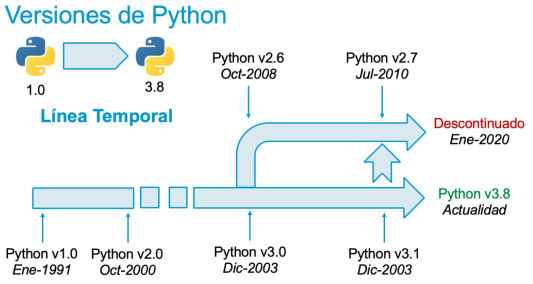 Versiones de Python
1.0
3.8
Línea Temporal
Python v2.6
Oct-2008
Python v2.7
Jul-2010
Descontinuado
Ene-2020
Python v3.8
Actualidad
Python v1.0
Ene-1991
Python v2.0
Oct-2000
Python v3.0
Dic-2003
Python v3.1
Dic-2003